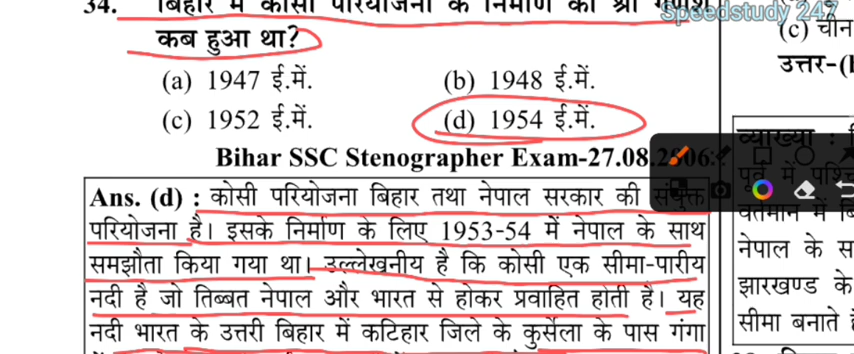 34. बिहार में कोसी परियोजना के निर्माण का श्री गणेश
Speedstudy 247
कब हुआ था?
(a) 1947 ई.में.
(b) 1948 ई.में.
(c) 1952 ई.में.
(d) 1954 ई.में.
Bihar SSC Stenographer Exam-27.08.2006
Ans. (d) : कोसी परियोजना बिहार तथा नेपाल सरकार की संयुक्त
परियोजना है। इसके निर्माण के लिए 1953-54 में नेपाल के साथ
समझौता किया गया था। उल्लेखनीय है कि कोसी एक सीमा-पारीय
नदी है जो तिब्बत नेपाल और भारत से होकर प्रवाहित होती है। यह
नदी भारत के उत्तरी बिहार में कटिहार जिले के कुर्सेला के पास गंगा
(c) चीन
उत्तर-(
व्याख्या :
पूर्व में
वर्तमान में
नेपाल के स
झारखण्ड के
सीमा बनाते